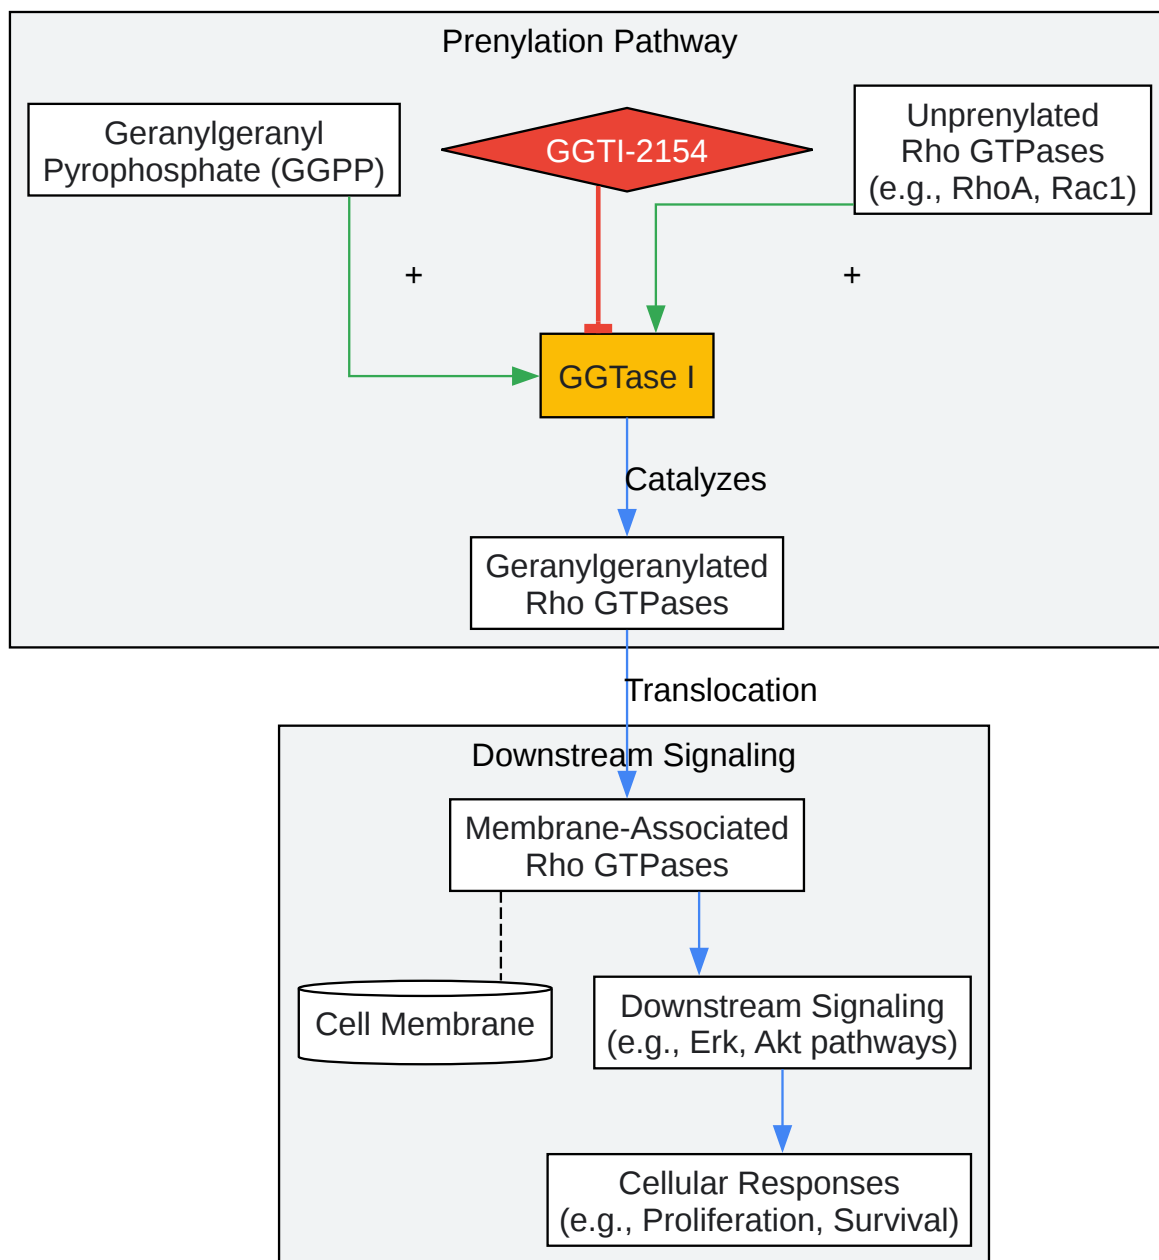 Prenylation Pathway
Geranylgeranyl
Pyrophosphate (GGPP)
GGTI-2154
Unprenylated
Rho GTPases
(e.g., RhoA, Rac1)
+
+
GGTase I
Catalyzes
Geranylgeranylated
Rho GTPases
Translocation
Downstream Signaling
Membrane-Associated
Rho GTPases
Cell Membrane
Downstream Signaling
(e.g., Erk, Akt pathways)
Cellular Responses
(e.g., Proliferation, Survival)